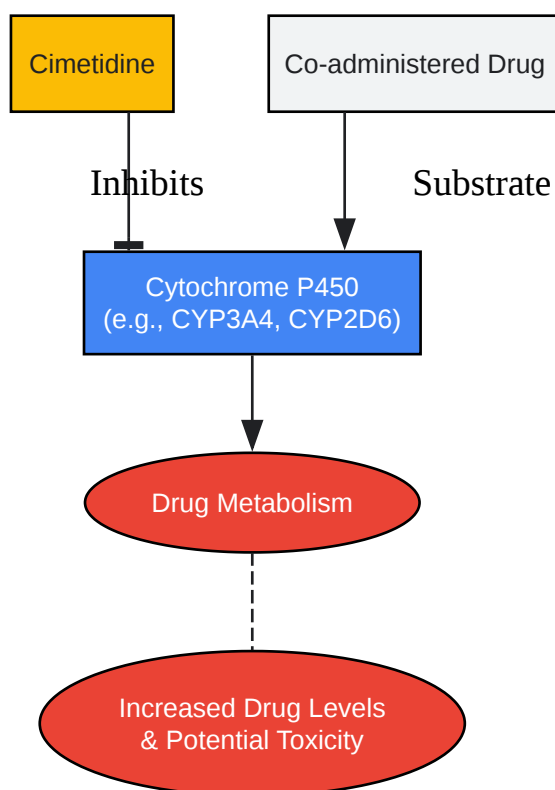 Cimetidine
Co-administered Drug
Inhibits
Substrate
Cytochrome P450
(e.g., CYP3A4, CYP2D6)
Drug Metabolism
Increased Drug Levels
& Potential Toxicity